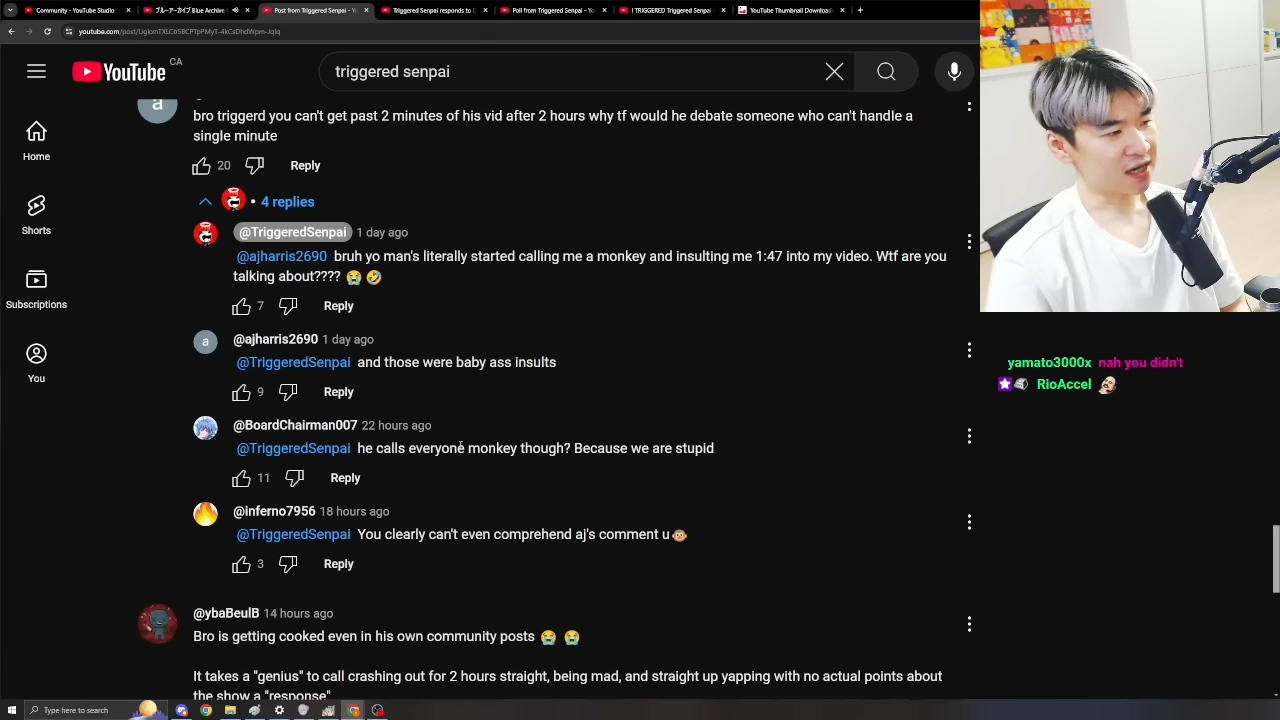 Community - YouTube Studio
ブルーアーカイブ Blue Archive
Post from Triggered Senpai - Y
Triggered Senpai responds to
Poll from Triggered Senpai - Yo
I TRIGGERED Triggered Senpai
YouTube Thumbnail Download
YouTube CA
triggered senpai
Home
Shorts
Subscriptions
You
bro triggerd you can't get past 2 minutes of his vid after 2 hours why tf would he debate someone who can't handle a
single minute
20 Reply
4 replies
@TriggeredSenpai 1 day ago
@ajharris2690 bruh yo man's literally started calling me a monkey and insulting me 1:47 into my video. Wtf are you
talking about???? 😭 🤣
7 Reply
@ajharris2690 1 day ago
@TriggeredSenpai and those were baby ass insults
9 Reply
@BoardChairman007 22 hours ago
@TriggeredSenpai he calls everyone monkey though? Because we are stupid
11 Reply
@inferno7956 18 hours ago
@TriggeredSenpai You clearly can't even comprehend aj's comment u🐵
3 Reply
@ybaBeulB 14 hours ago
Bro is getting cooked even in his own community posts 😭 😭
It takes a "genius" to call crashing out for 2 hours straight, being mad, and straight up yapping with no actual points about
the show a "response"
yamato3000x nah you didn't
RioAccel
Type here to search